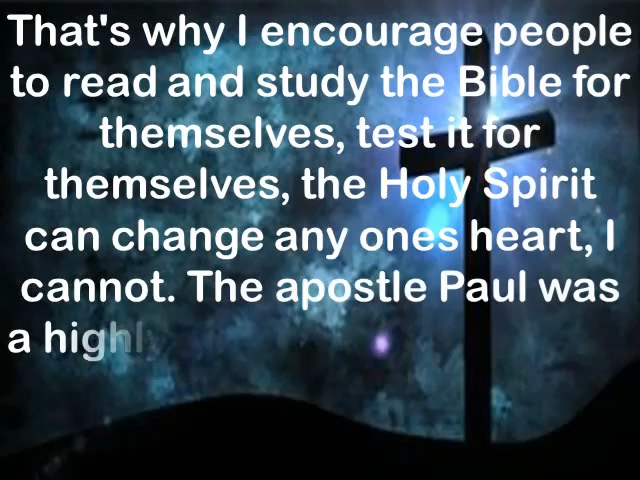 That's why I encourage people
to read and study the Bible for
themselves, test it for
themselves, the Holy Spirit
can change any ones heart, I
cannot. The apostle Paul was
a highly